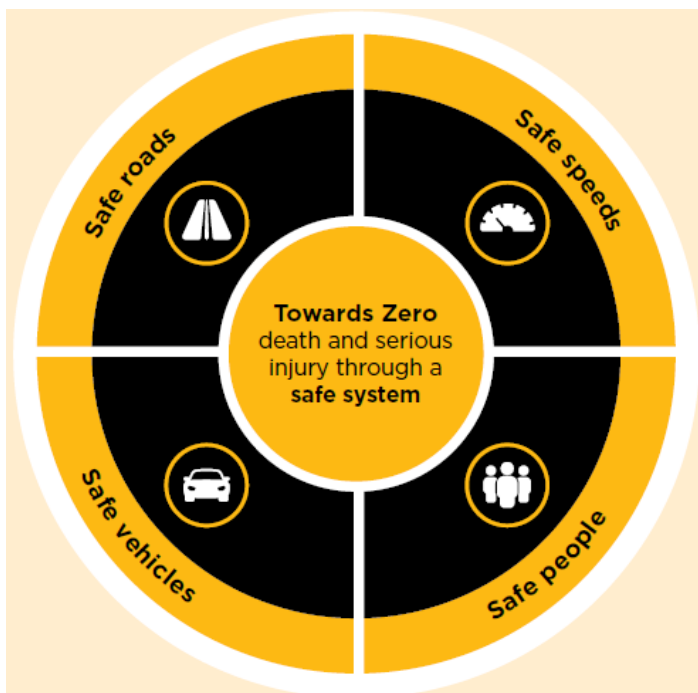 Safe roads
Safe speeds
Towards Zero
death and serious
injury through a
safe system
Safe vehicles
Safe people